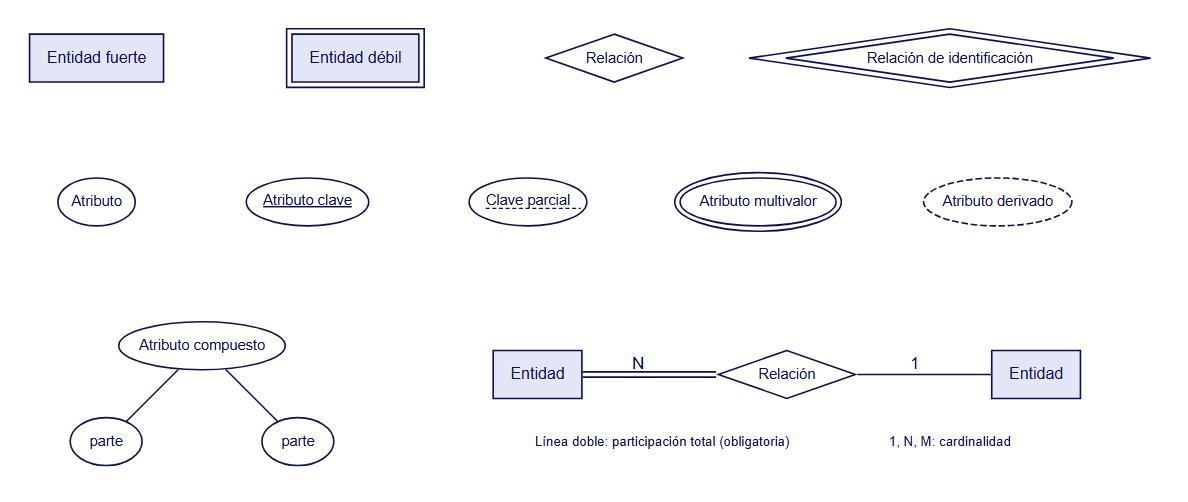 Entidad fuerte
Entidad débil
Relación
Relación de identificación
Atributo
Atributo clave
Clave parcial
Atributo multivalor
Atributo derivado
Atributo compuesto
parte
parte
Entidad
N
Relación
1
Entidad
Línea doble: participación total (obligatoria)
1, N, M: cardinalidad